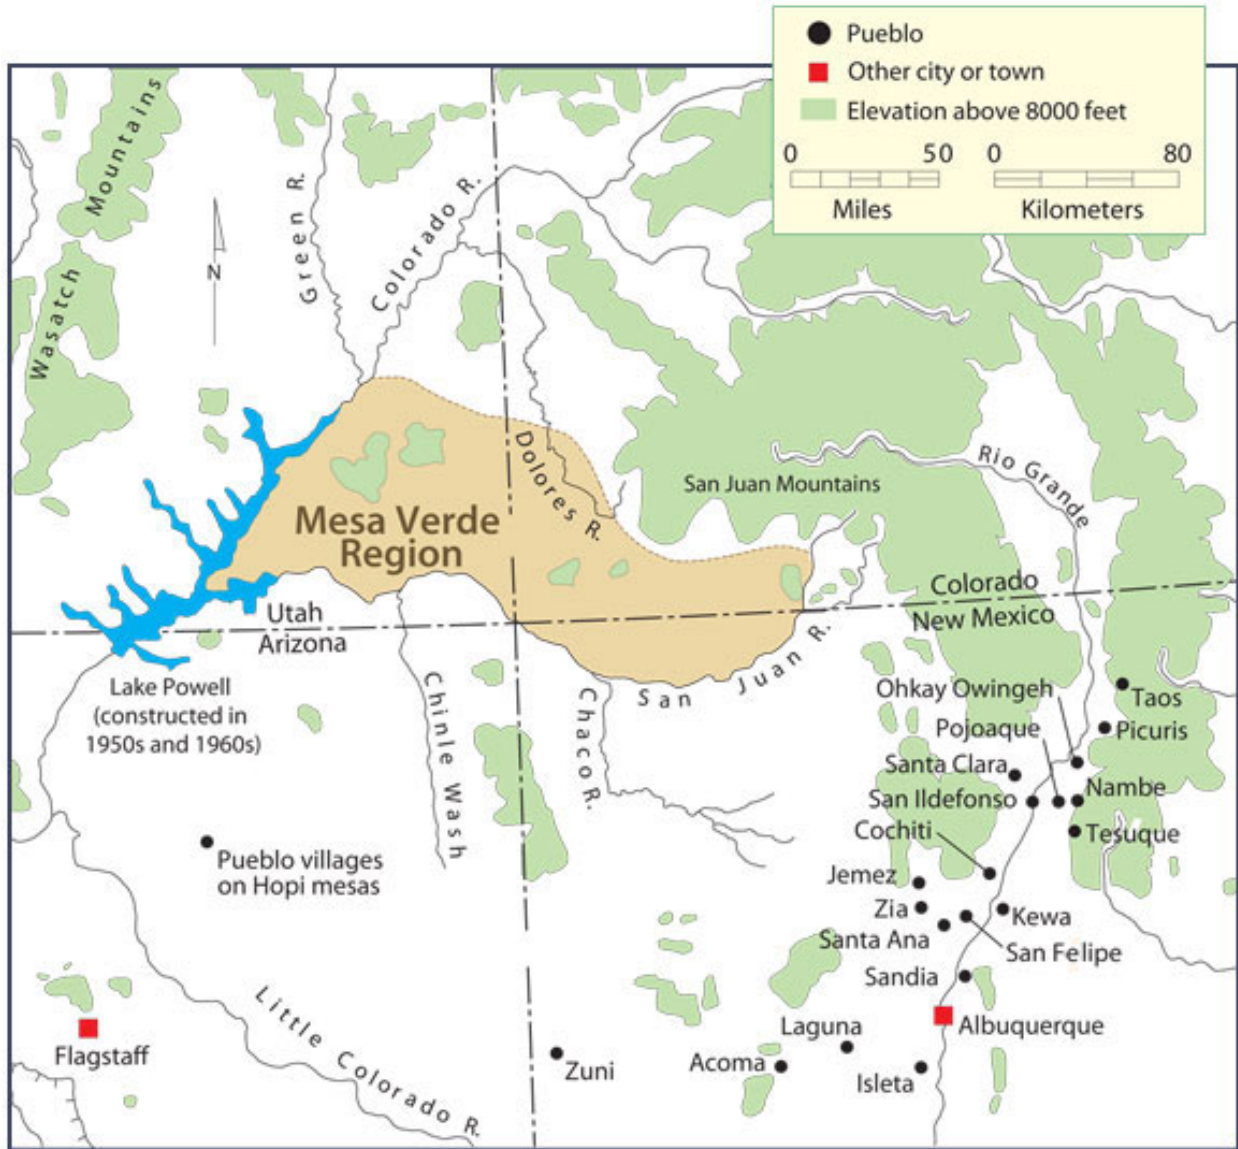 Pueblo
Other city or town
Elevation above 8000 feet
0 50 0 80
Miles Kilometers
Wasatch Mountains
N
Green R.
Colorado R.
Dolores R.
San Juan Mountains
Rio Grande
Mesa Verde
Region
Colorado
New Mexico
Utah
Arizona
San Juan R.
Lake Powell
(constructed in
1950s and 1960s)
Chinle Wash
Chaco R.
Ohkay Owingeh
Taos
Pojoaque
Picuris
Santa Clara
Nambe
San Ildefonso
Cochiti
Tesuque
Pueblo villages
on Hopi mesas
Jemez
Zia
Kewa
Santa Ana
San Felipe
Sandia
Little Colorado R.
Flagstaff
Zuni
Acoma
Laguna
Albuquerque
Isleta